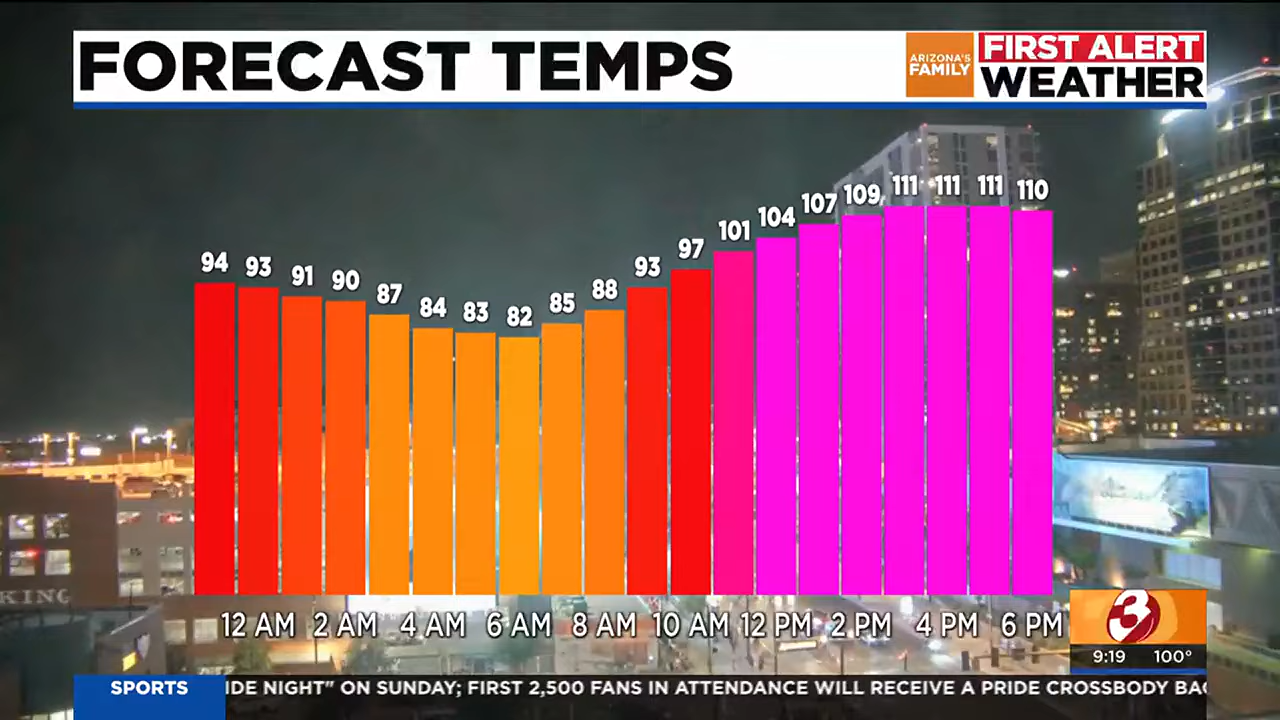 FORECAST TEMPS
ARIZONA'S
FAMILY
FIRST ALERT
WEATHER
94 93 91 90 87 84 83 82 85 88 93 97 101 104 107 109 111 111 111 110
12 AM 2 AM 4 AM 6 AM 8 AM 10 AM 12 PM 2 PM 4 PM 6 PM
KING
3
9:19 100°
SPORTS IDE NIGHT" ON SUNDAY; FIRST 2,500 FANS IN ATTENDANCE WILL RECEIVE A PRIDE CROSSBODY BAG